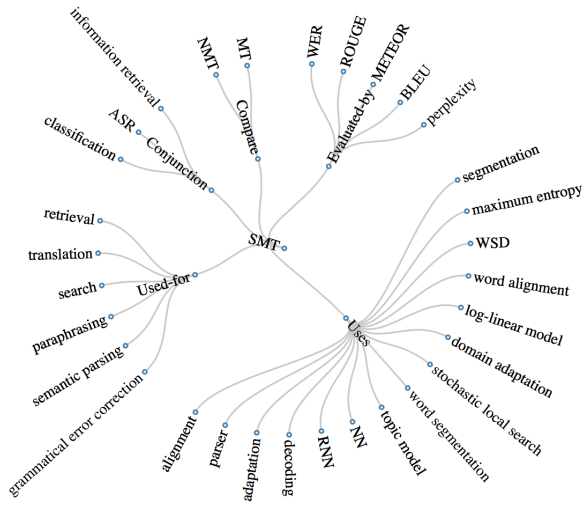 SMT
Compare
NMT
MT
Evaluated-by
WER
ROUGE
METEOR
BLEU
perplexity
Uses
segmentation
maximum entropy
WSD
word alignment
log-linear model
domain adaptation
stochastic local search
word segmentation
topic model
NN
RNN
decoding
adaptation
parser
alignment
Used-for
grammatical error correction
semantic parsing
paraphrasing
search
translation
retrieval
Conjunction
classification
ASR
information retrieval